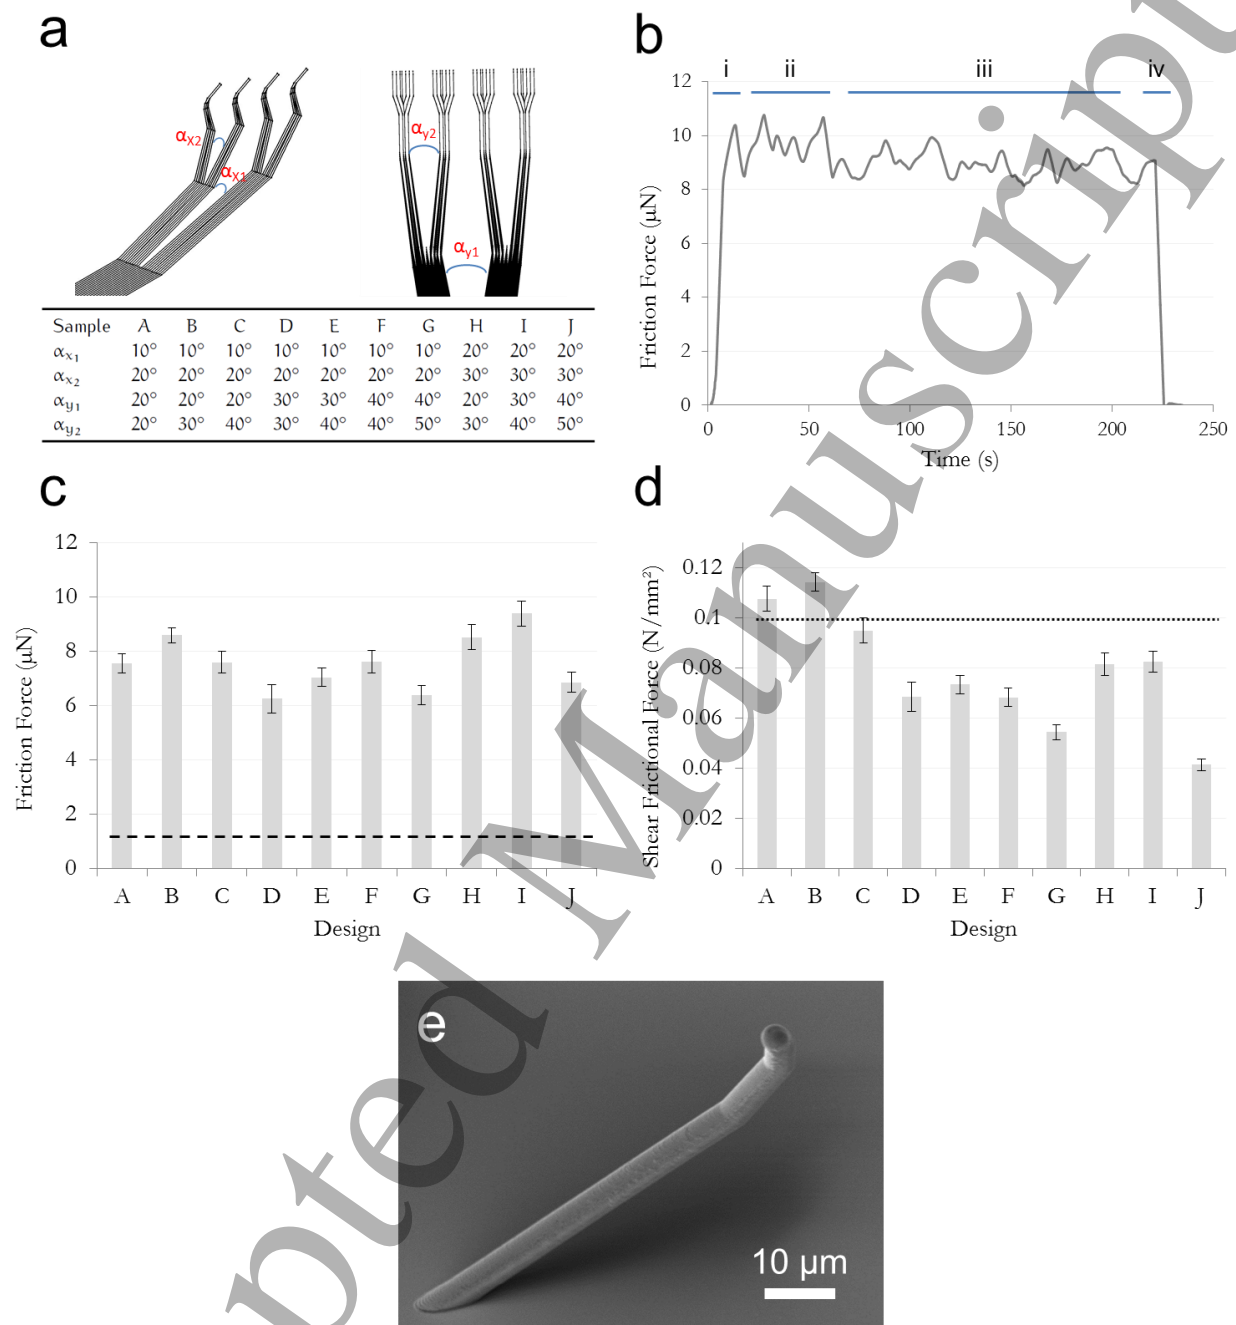 a
αX2
αX1
αy2
αy1
Sample A B C D E F G H I J
αx1 10° 10° 10° 10° 10° 10° 10° 20° 20° 20°
αx2 20° 20° 20° 20° 20° 20° 20° 30° 30° 30°
αy1 20° 20° 20° 30° 30° 40° 40° 20° 30° 40°
αy2 20° 30° 40° 30° 40° 40° 50° 30° 40° 50°
b
i ii iii iv
Friction Force (µN)
12
10
8
6
4
2
0
0 50 100 150 200 250
Time (s)
c
Friction Force (µN)
12
10
8
6
4
2
0
A B C D E F G H I J
Design
d
Shear Frictional Force (N/mm²)
0.12
0.1
0.08
0.06
0.04
0.02
0
A B C D E F G H I J
Design
e
10 µm
pted Manuscript